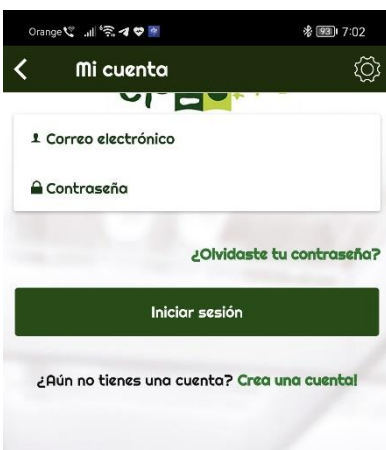 Orange 93 7:02
Mi cuenta
Correo electrónico
Contraseña
¿Olvidaste tu contraseña?
Iniciar sesión
¿Aún no tienes una cuenta? Crea una cuenta!